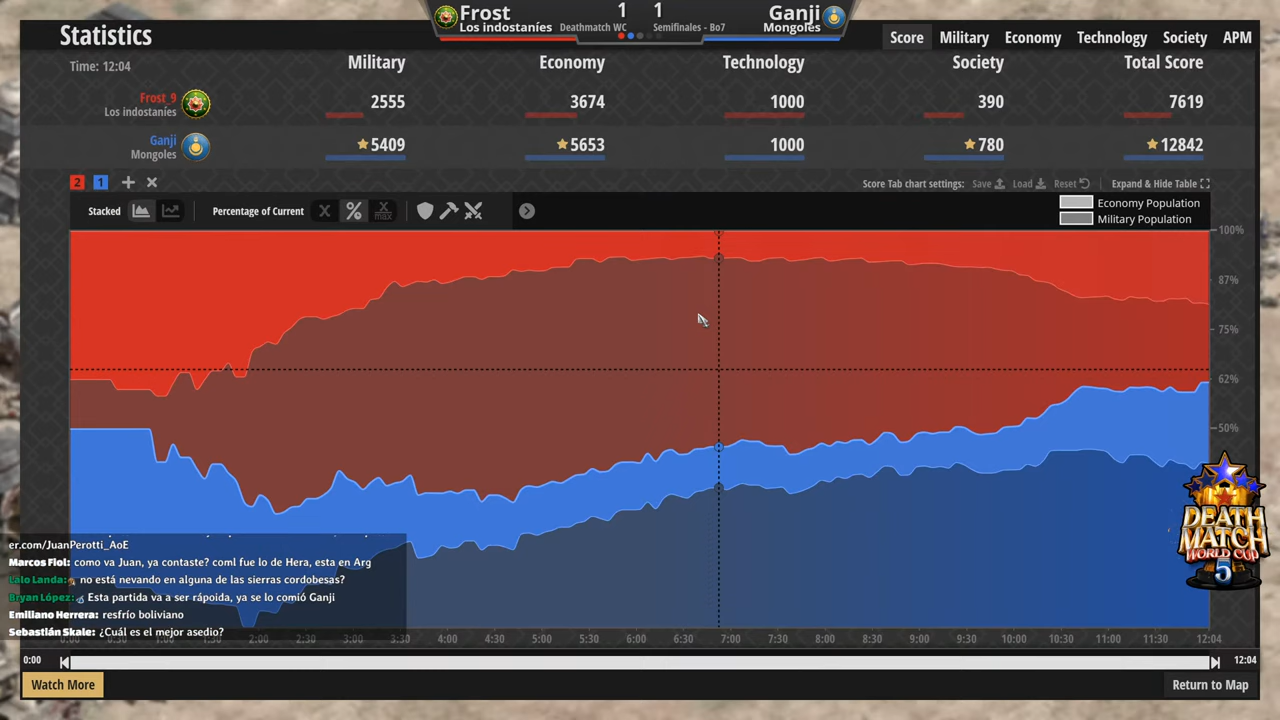 Frost
Los indostaníes
1
1
Deathmatch WC
Semifinales - Bo7
Ganji
Mongoles
Statistics
Score
Military
Economy
Technology
Society
APM
Time: 12:04
Military
Economy
Technology
Society
Total Score
Frost_9
Los indostaníes
2555
3674
1000
390
7619
Ganji
Mongoles
5409
5653
1000
780
12842
2
1
Score Tab chart settings:
Save
Load
Reset
Expand & Hide Table
Stacked
Percentage of Current
X
%
X
max
Economy Population
Military Population
100%
87%
75%
62%
50%
er.com/JuanPerotti_AoE
Marcos Fiol: como va Juan, ya contaste? coml fue lo de Hera, esta en Arg
Lalo Landa: no está nevando en alguna de las sierras cordobesas?
Bryan López: Esta partida va a ser rápoida, ya se lo comió Ganji
Emiliano Herrera: resfrío boliviano
Sebastián Skale: ¿Cuál es el mejor asedio?
DEATH
MATCH
WORLD CUP
5
2:00
3:00
3:30
4:00
4:30
5:00
5:30
6:00
6:30
7:00
7:30
8:00
8:30
9:00
9:30
10:00
10:30
11:00
11:30
12:04
0:00
12:04
Watch More
Return to Map